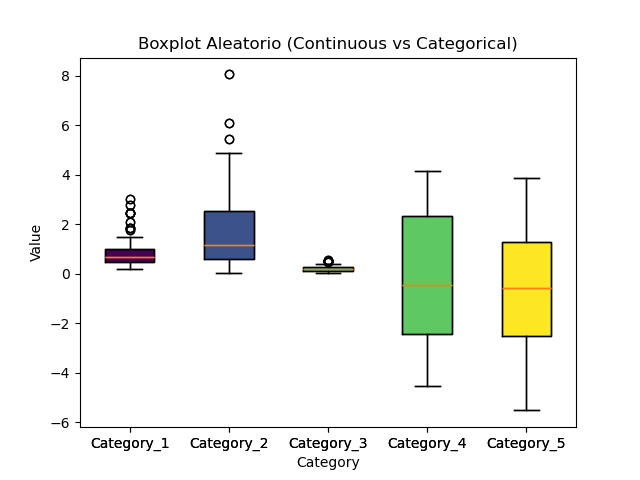 Boxplot Aleatorio (Continuous vs Categorical)
8
6
4
2
0
−2
−4
−6
Value
Category_1 Category_2 Category_3 Category_4 Category_5
Category